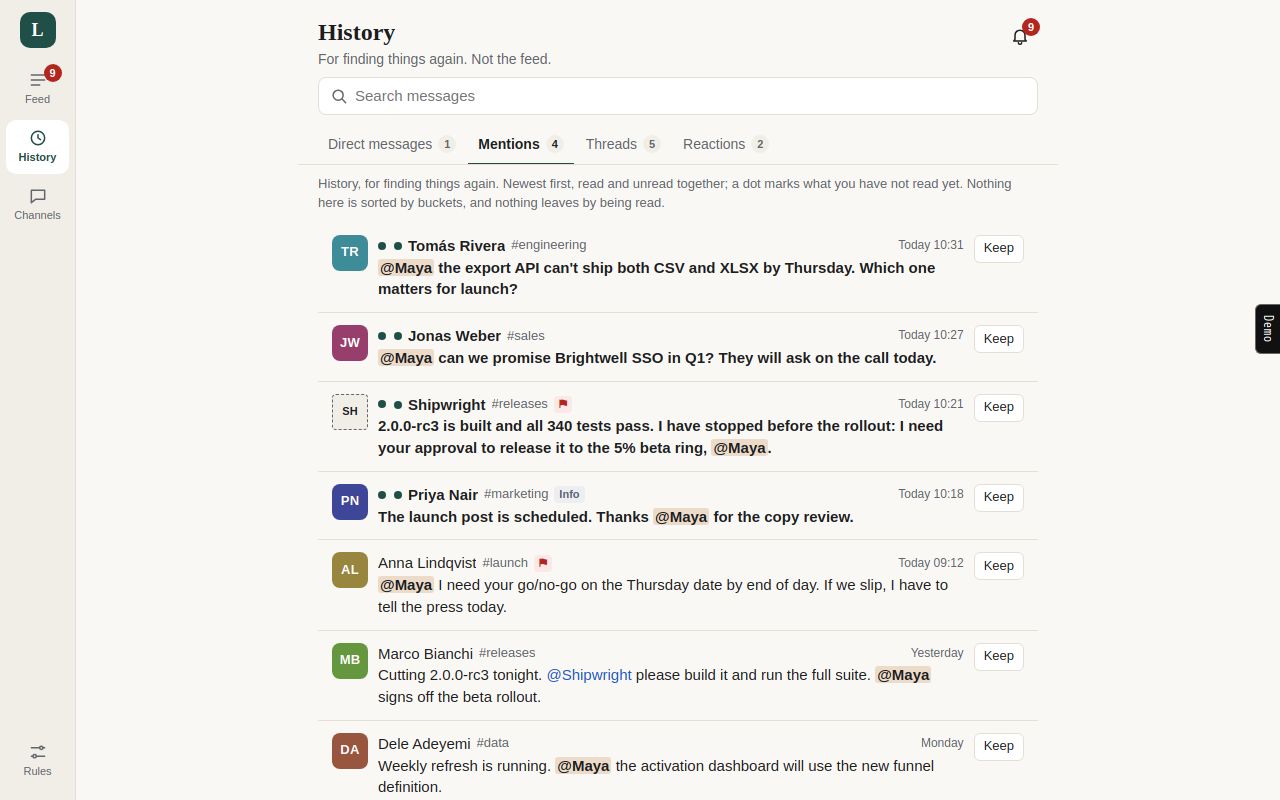 L
History
9
For finding things again. Not the feed.
9
Feed
Search messages
History
Direct messages 1 Mentions 4 Threads 5 Reactions 2
Channels
History, for finding things again. Newest first, read and unread together; a dot marks what you have not read yet. Nothing
here is sorted by buckets, and nothing leaves by being read.
TR Tomás Rivera #engineering Today 10:31 Keep
@Maya the export API can't ship both CSV and XLSX by Thursday. Which one
matters for launch?
JW Jonas Weber #sales Today 10:27 Keep
@Maya can we promise Brightwell SSO in Q1? They will ask on the call today.
Demo
SH Shipwright #releases Today 10:21 Keep
2.0.0-rc3 is built and all 340 tests pass. I have stopped before the rollout: I need
your approval to release it to the 5% beta ring, @Maya.
PN Priya Nair #marketing Info Today 10:18 Keep
The launch post is scheduled. Thanks @Maya for the copy review.
AL Anna Lindqvist #launch Today 09:12 Keep
@Maya I need your go/no-go on the Thursday date by end of day. If we slip, I have to
tell the press today.
MB Marco Bianchi #releases Yesterday Keep
Cutting 2.0.0-rc3 tonight. @Shipwright please build it and run the full suite. @Maya
signs off the beta rollout.
DA Dele Adeyemi #data Monday Keep
Weekly refresh is running. @Maya the activation dashboard will use the new funnel
definition.
Rules